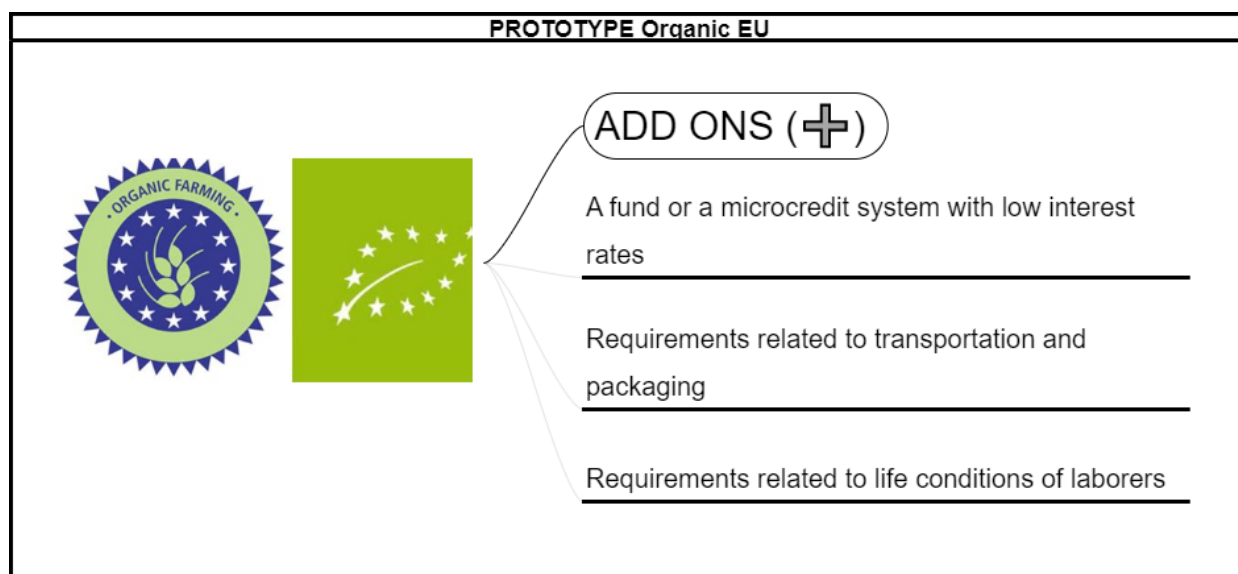 PROTOTYPE Organic EU
· ORGANIC FARMING ·
ADD ONS (+)
A fund or a microcredit system with low interest
rates
Requirements related to transportation and
packaging
Requirements related to life conditions of laborers